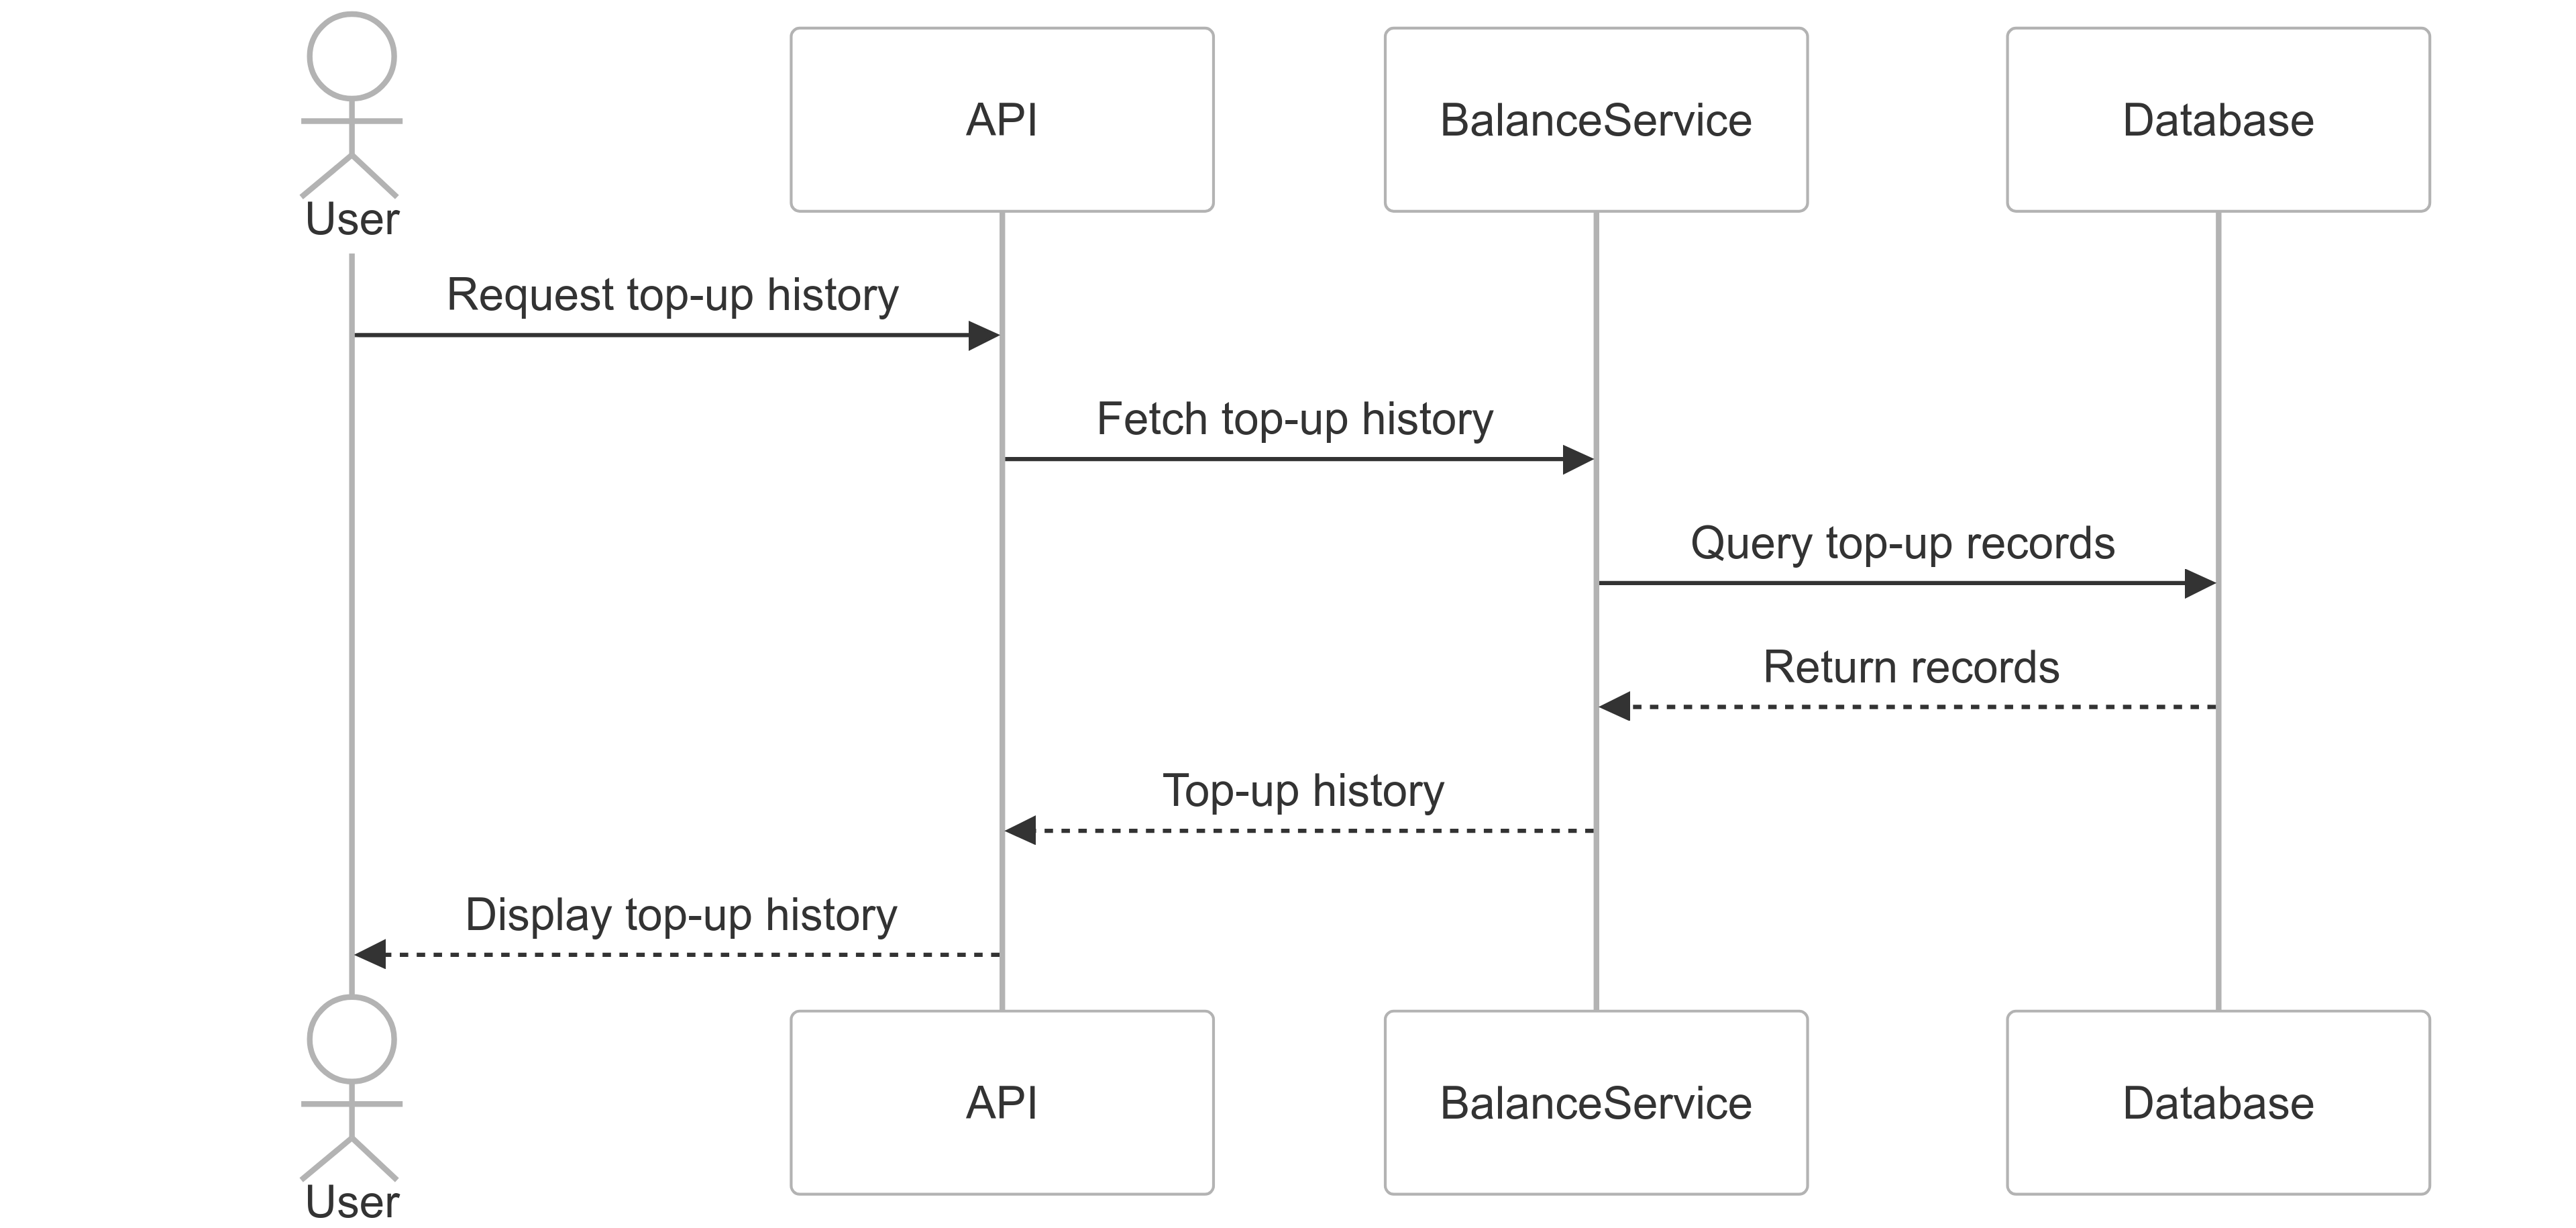 API
BalanceService
Database
User
Request top-up history
Fetch top-up history
Query top-up records
Return records
Top-up history
Display top-up history
API
BalanceService
Database
User